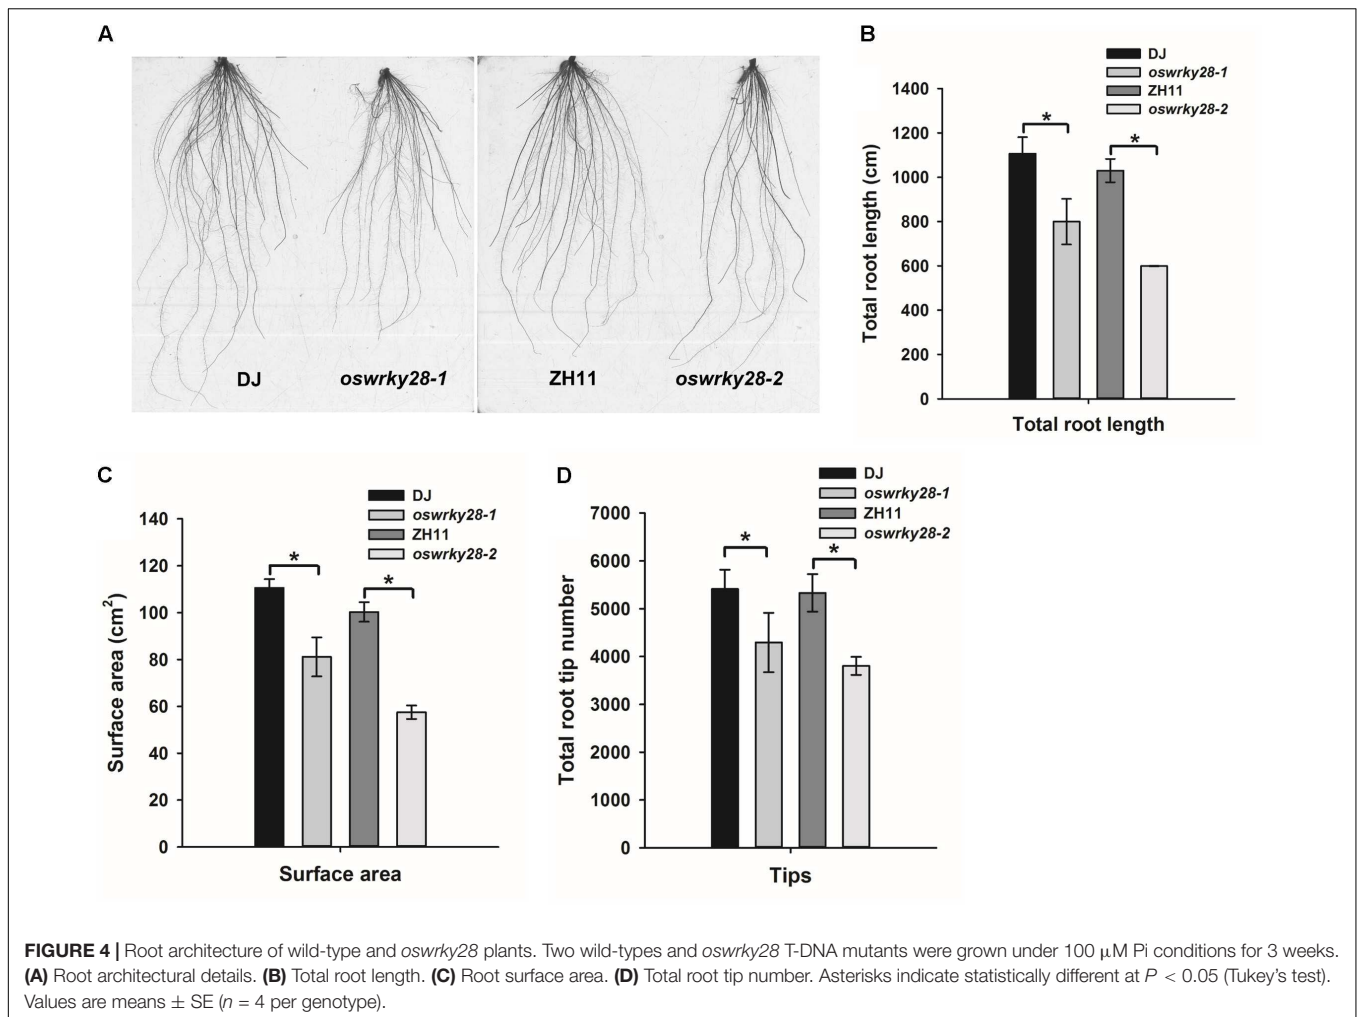 A
DJ
oswrky28-1
ZH11
oswrky28-2
B
DJ
oswrky28-1
ZH11
oswrky28-2
Total root length (cm)
1400
1200
1000
800
600
400
200
0
*
*
Total root length
C
DJ
oswrky28-1
ZH11
oswrky28-2
Surface area (cm²)
140
120
100
80
60
40
20
0
*
*
Surface area
D
DJ
oswrky28-1
ZH11
oswrky28-2
Total root tip number
7000
6000
5000
4000
3000
2000
1000
0
*
*
Tips
FIGURE 4 | Root architecture of wild-type and oswrky28 plants. Two wild-types and oswrky28 T-DNA mutants were grown under 100 μM Pi conditions for 3 weeks.
(A) Root architectural details. (B) Total root length. (C) Root surface area. (D) Total root tip number. Asterisks indicate statistically different at P < 0.05 (Tukey's test).
Values are means ± SE (n = 4 per genotype).